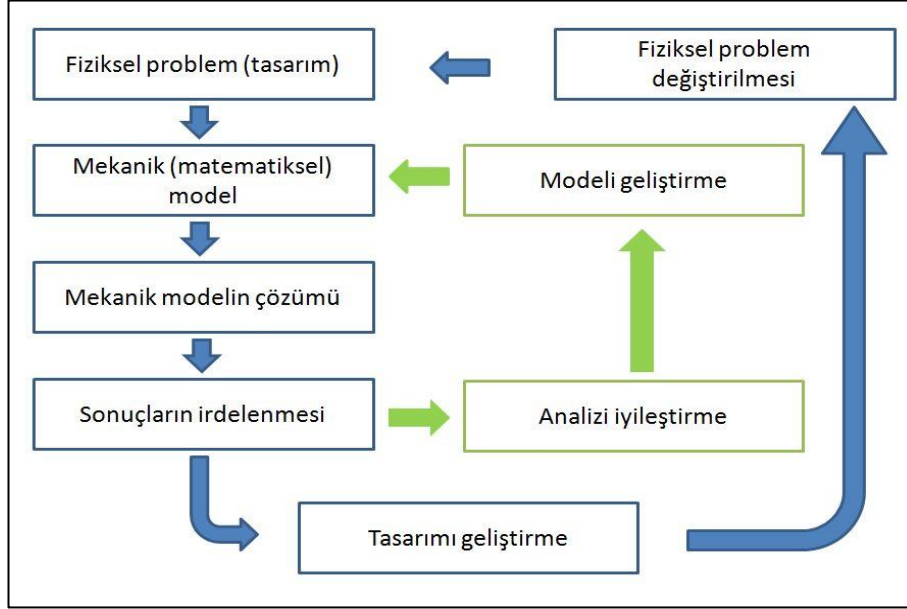 Fiziksel problem (tasarım)
Fiziksel problem
değiştirilmesi
Mekanik (matematiksel)
model
Modeli geliştirme
Mekanik modelin çözümü
Sonuçların irdelenmesi
Analizi iyileştirme
Tasarımı geliştirme